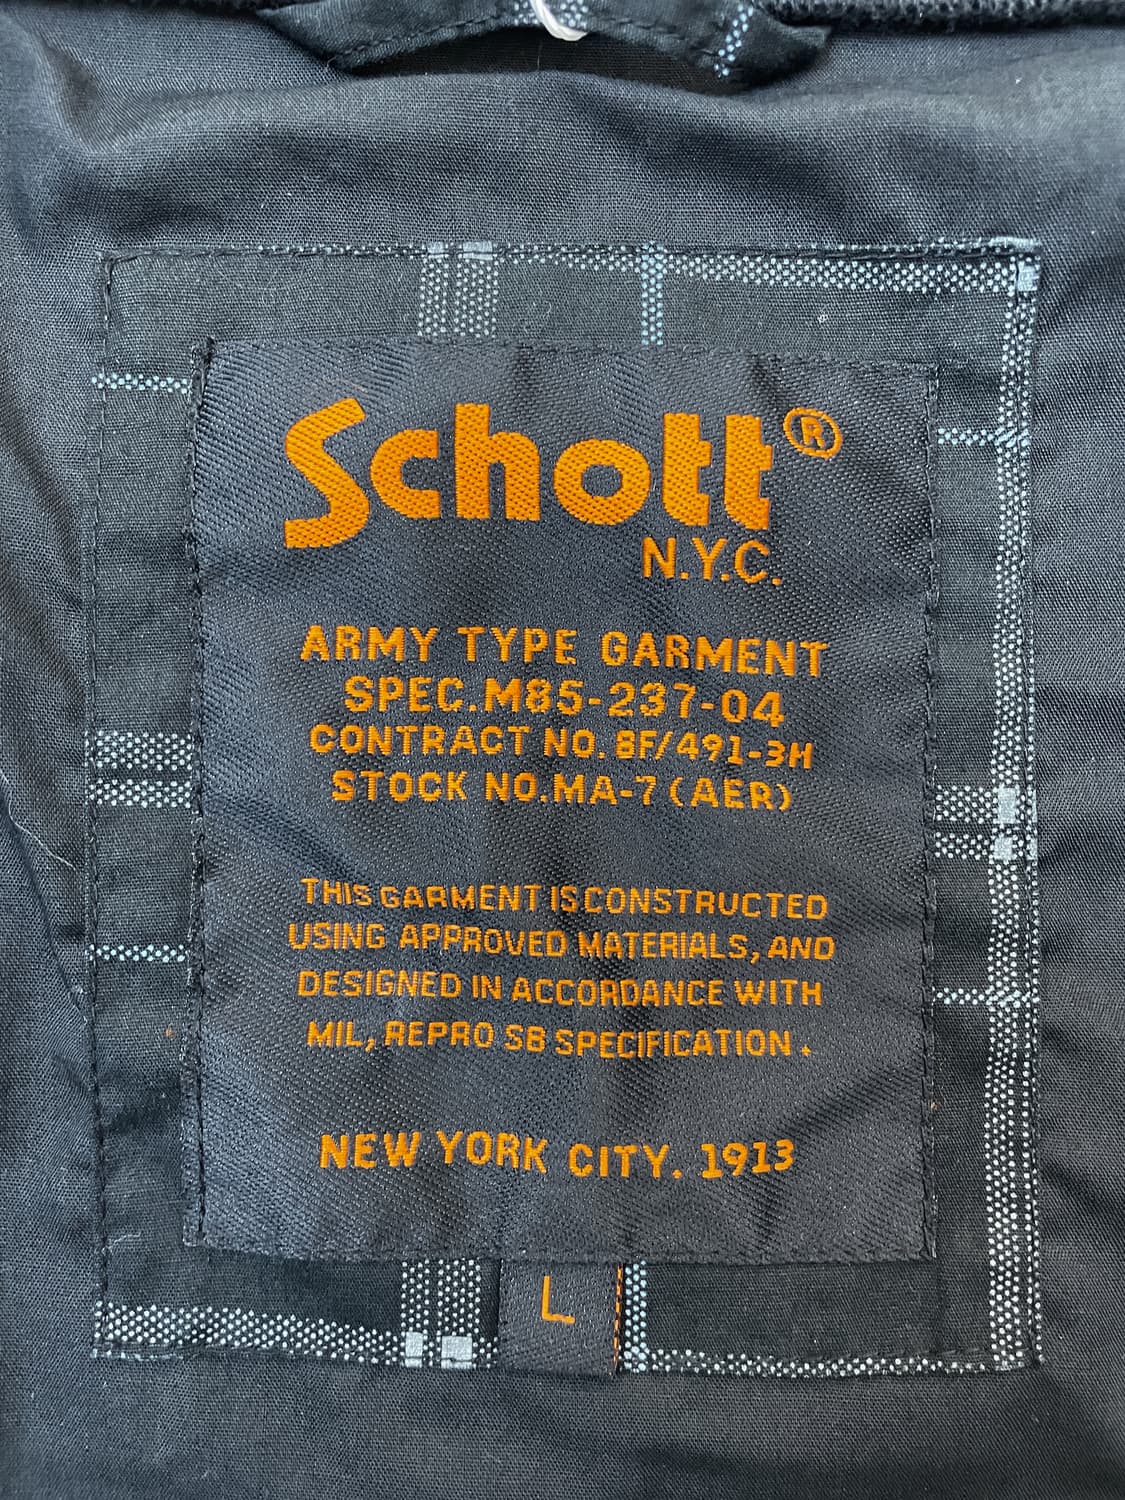 Schott®
N.Y.C.
ARMY TYPE GARMENT
SPEC.M85-237-04
CONTRACT NO. 8F/491-3H
STOCK NO.MA-7 (AER)
THIS GARMENT IS CONSTRUCTED
USING APPROVED MATERIALS, AND
DESIGNED IN ACCORDANCE WITH
MIL, REPRO SB SPECIFICATION.
NEW YORK CITY. 1913
L